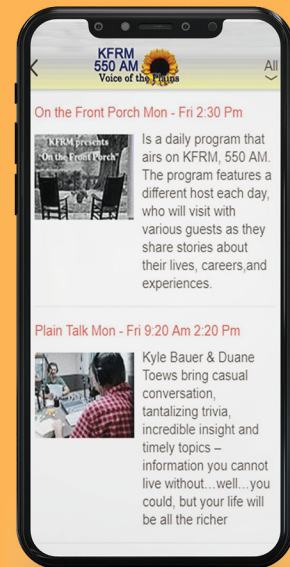 KFRM
550 AM
Voice of the Plains
All
On the Front Porch Mon - Fri 2:30 Pm
KFRM presents
"On the Front Porch"
Is a daily program that
airs on KFRM, 550 AM.
The program features a
different host each day,
who will visit with
various guests as they
share stories about
their lives, careers,and
experiences.
Plain Talk Mon - Fri 9:20 Am 2:20 Pm
Kyle Bauer & Duane
Toews bring casual
conversation,
tantalizing trivia,
incredible insight and
timely topics –
information you cannot
live without...well...you
could, but your life will
be all the richer